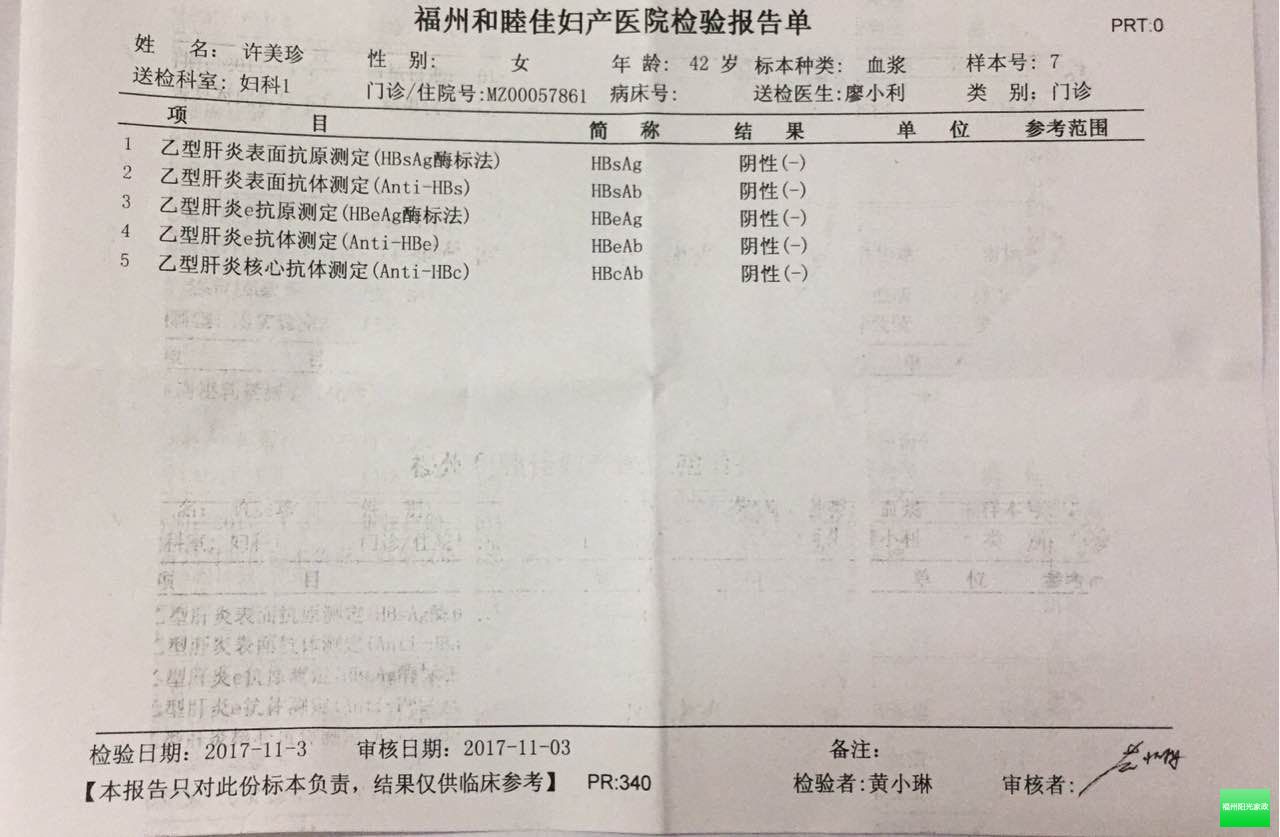 福州和睦佳妇产医院检验报告单
PRT:0
姓 名: 许美珍 性 别: 女 年 龄: 42 岁 标本种类: 血浆 样本号: 7
送检科室: 妇科1 门诊/住院号:MZ00057861 病床号: 送检医生:廖小利 类 别: 门诊
项 目 简 称 结 果 单 位 参考范围
1 乙型肝炎表面抗原测定(HBsAg酶标法) HBsAg 阴性(-)
2 乙型肝炎表面抗体测定(Anti-HBs) HBsAb 阴性(-)
3 乙型肝炎e抗原测定(HBeAg酶标法) HBeAg 阴性(-)
4 乙型肝炎e抗体测定(Anti-HBe) HBeAb 阴性(-)
5 乙型肝炎核心抗体测定(Anti-HBc) HBcAb 阴性(-)
检验日期: 2017-11-3 审核日期: 2017-11-03 备注:
【本报告只对此份标本负责，结果仅供临床参考】 PR:340 检验者:黄小琳 审核者:
福州阳光家政